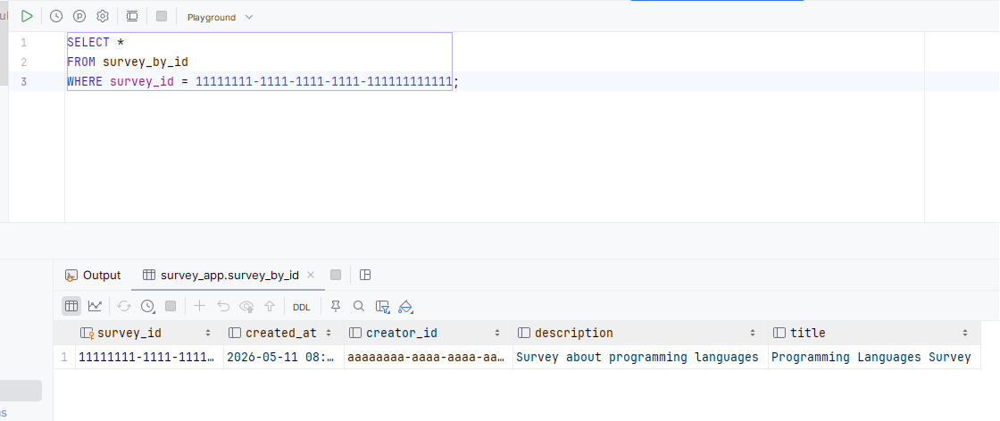 Playground
1 SELECT *
2 FROM survey_by_id
3 WHERE survey_id = 11111111-1111-1111-1111-111111111111;
Output survey_app.survey_by_id
DDL
survey_id created_at creator_id description title
1 11111111-1111-1111… 2026-05-11 08:… aaaaaaaa-aaaa-aaaa-aa… Survey about programming languages Programming Languages Survey